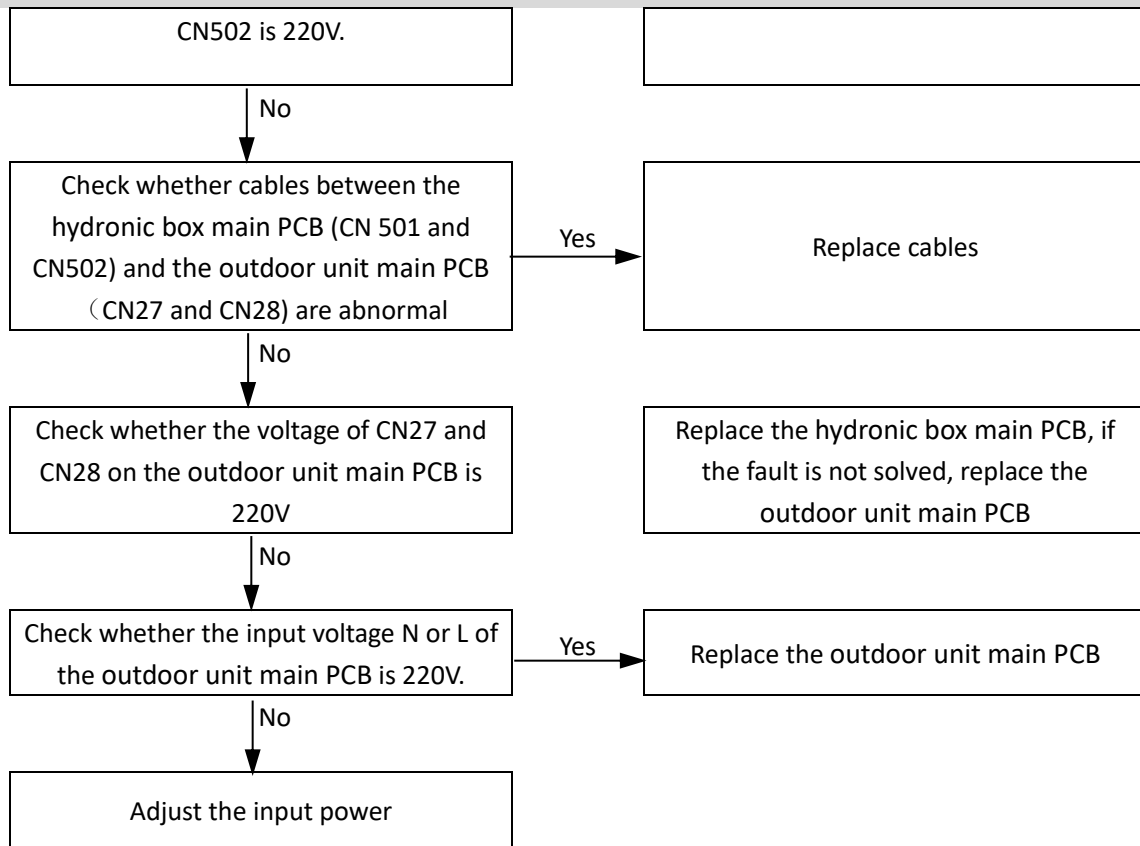 CN502 is 220V.
No
Check whether cables between the
hydronic box main PCB (CN 501 and
CN502) and the outdoor unit main PCB
（CN27 and CN28) are abnormal
Yes
Replace cables
No
Check whether the voltage of CN27 and
CN28 on the outdoor unit main PCB is
220V
Replace the hydronic box main PCB, if
the fault is not solved, replace the
outdoor unit main PCB
No
Check whether the input voltage N or L of
the outdoor unit main PCB is 220V.
Yes
Replace the outdoor unit main PCB
No
Adjust the input power